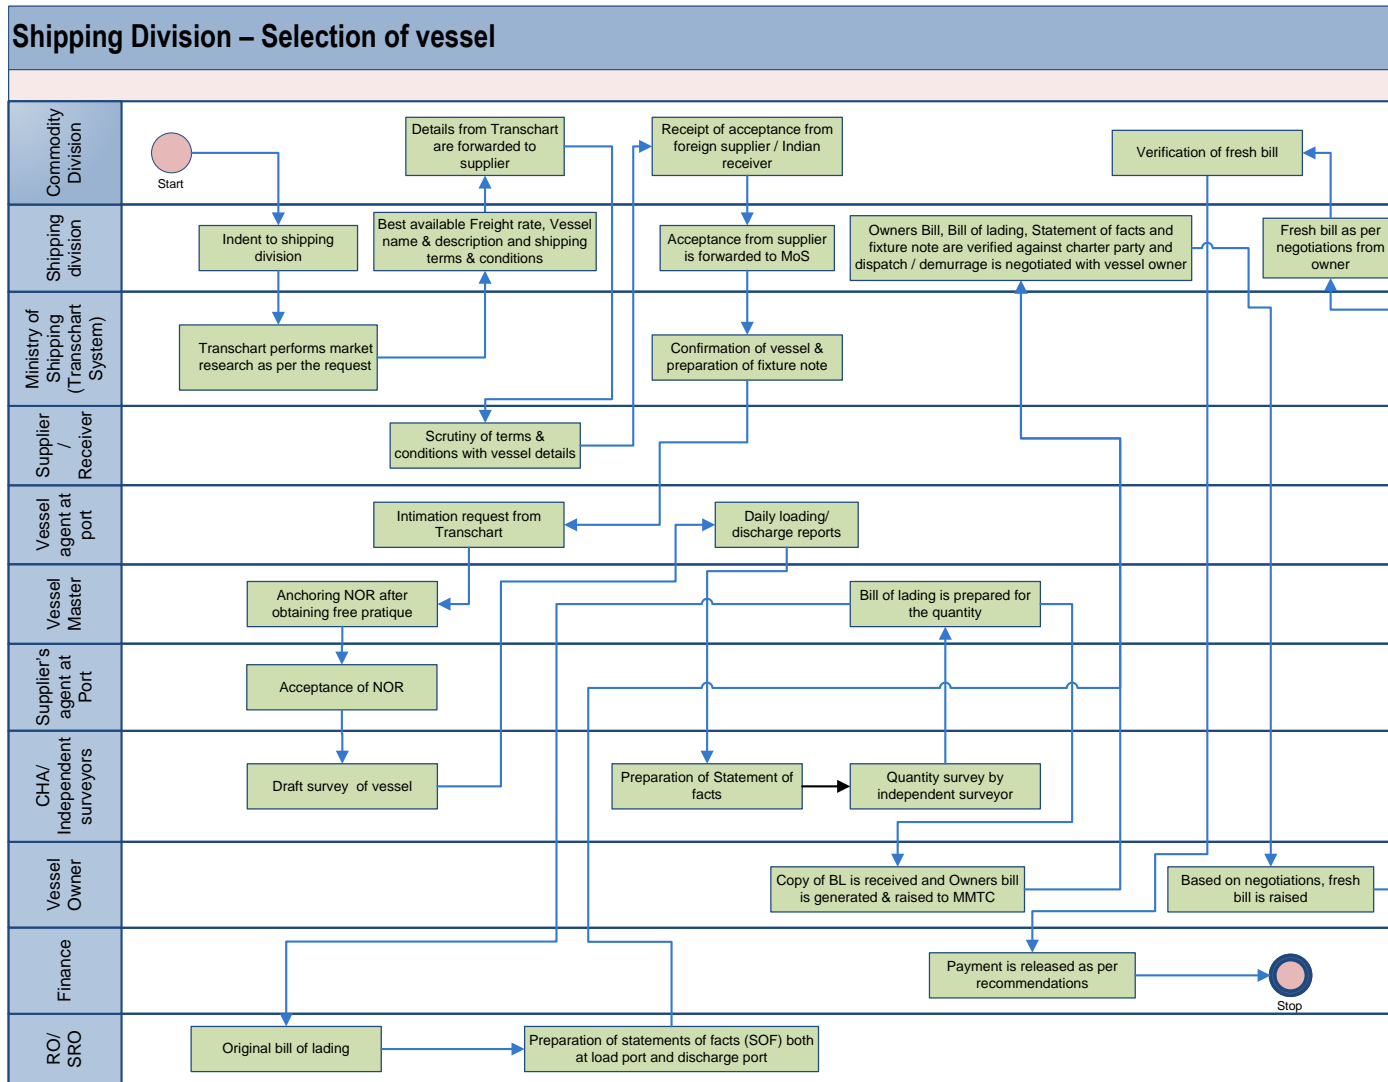 Shipping Division – Selection of vessel
Commodity
Division
Start
Details from Transchart
are forwarded to
supplier
Receipt of acceptance from
foreign supplier / Indian
receiver
Verification of fresh bill
Shipping
division
Indent to shipping
division
Best available Freight rate, Vessel
name & description and shipping
terms & conditions
Acceptance from supplier
is forwarded to MoS
Owners Bill, Bill of lading, Statement of facts and
fixture note are verified against charter party and
dispatch / demurrage is negotiated with vessel owner
Fresh bill as per
negotiations from
owner
Ministry of
Shipping
(Transchart
System)
Transchart performs market
research as per the request
Confirmation of vessel &
preparation of fixture note
Supplier
/
Receiver
Scrutiny of terms &
conditions with vessel details
Vessel
agent at
port
Intimation request from
Transchart
Daily loading/
discharge reports
Vessel
Master
Anchoring NOR after
obtaining free pratique
Bill of lading is prepared for
the quantity
Supplier's
agent at
Port
Acceptance of NOR
CHA/
Independent
surveyors
Draft survey of vessel
Preparation of Statement of
facts
Quantity survey by
independent surveyor
Vessel
Owner
Copy of BL is received and Owners bill
is generated & raised to MMTC
Based on negotiations, fresh
bill is raised
Finance
Payment is released as per
recommendations
Stop
RO/
SRO
Original bill of lading
Preparation of statements of facts (SOF) both
at load port and discharge port